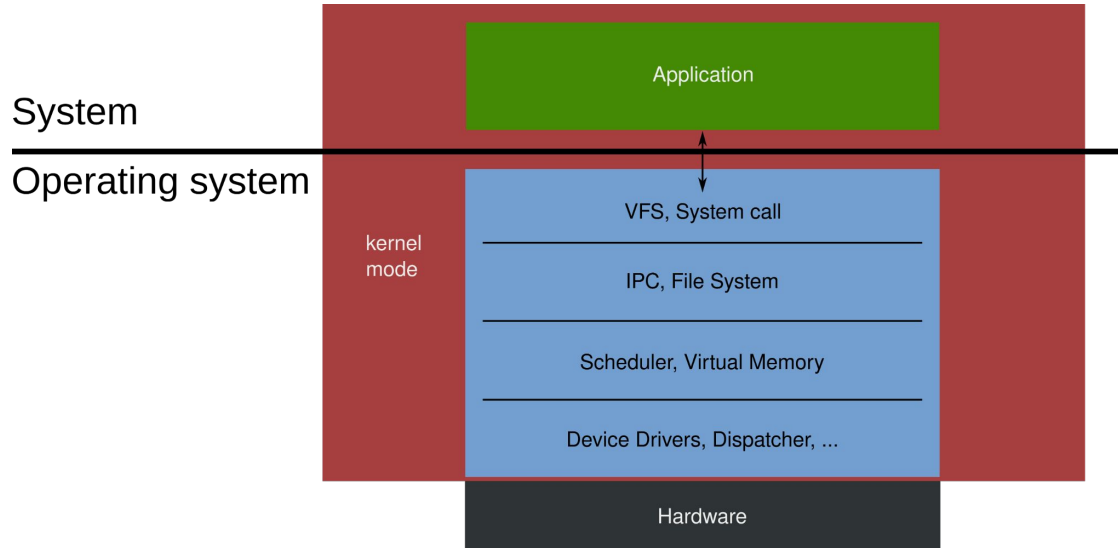 Application
System
Operating system
VFS, System call
kernel
mode
IPC, File System
Scheduler, Virtual Memory
Device Drivers, Dispatcher, ...
Hardware